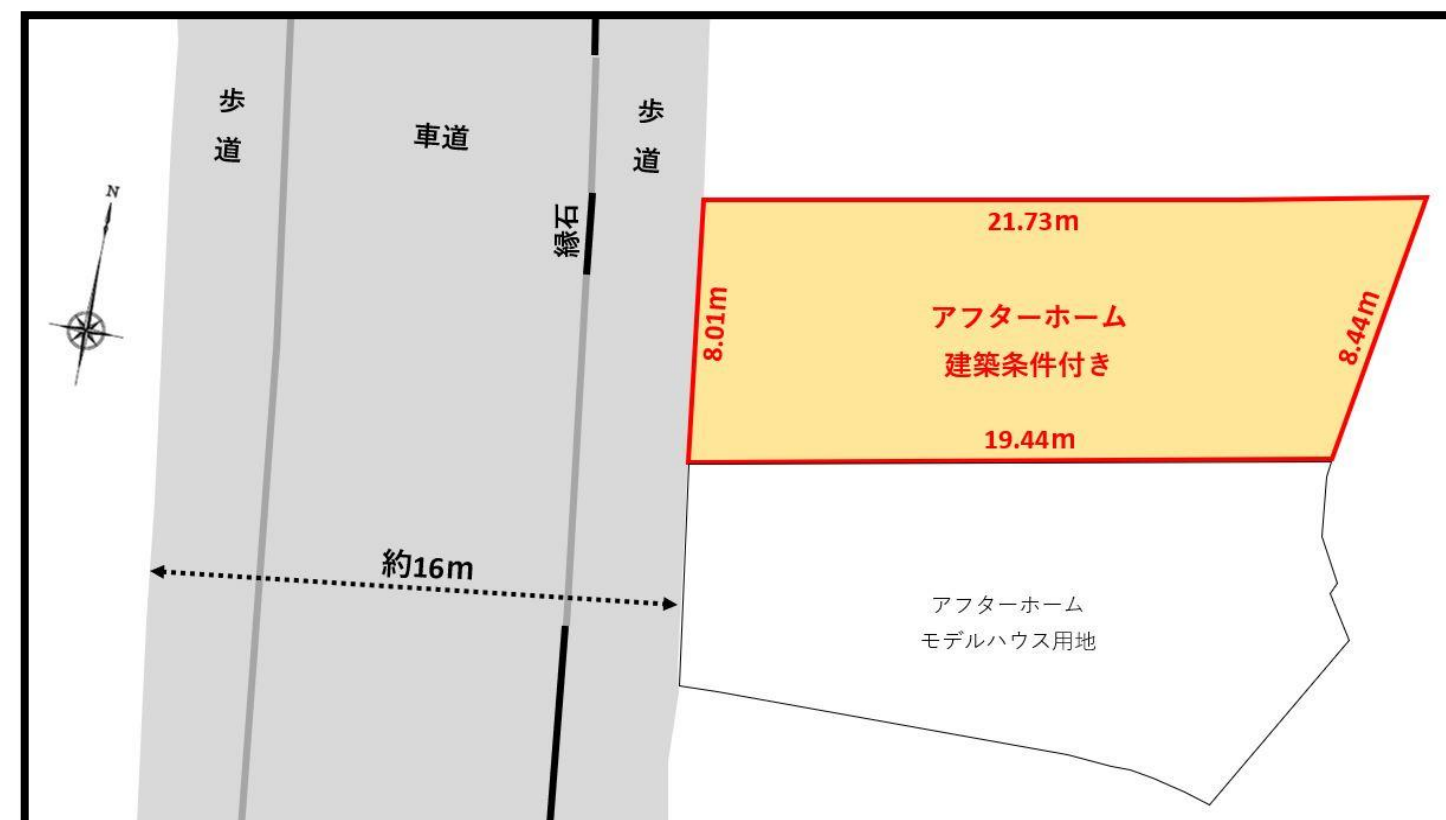 歩道
車道
歩道
N
縁石
21.73m
8.01m
アフターホーム
建築条件付き
8.44m
19.44m
約16m
アフターホーム
モデルハウス用地